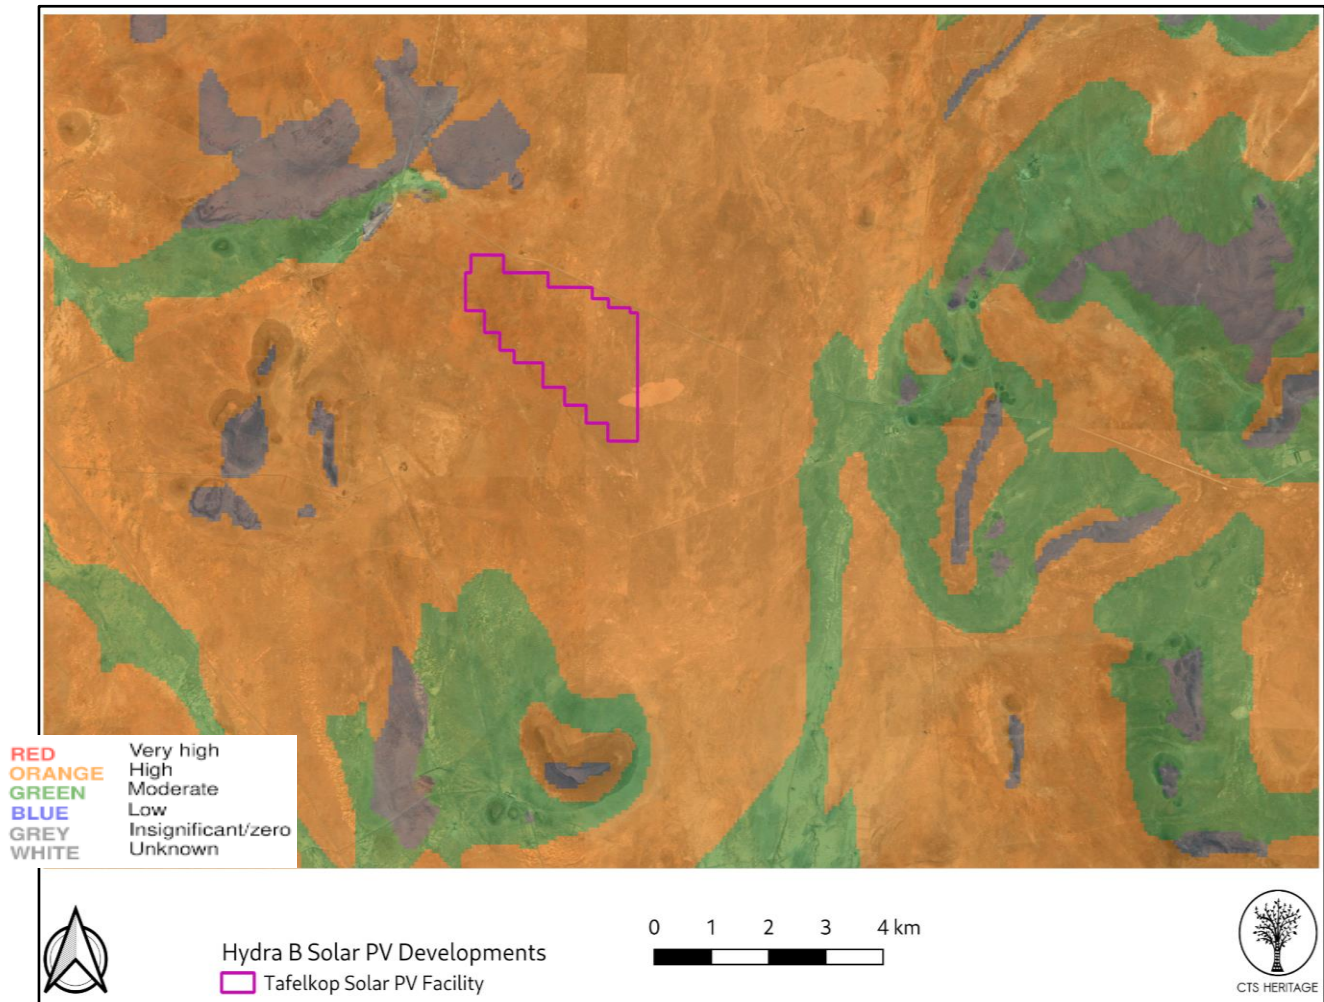 RED Very high
ORANGE High
GREEN Moderate
BLUE Low
GREY Insignificant/zero
WHITE Unknown
Hydra B Solar PV Developments
Tafelkop Solar PV Facility
0 1 2 3 4 km
CTS HERITAGE